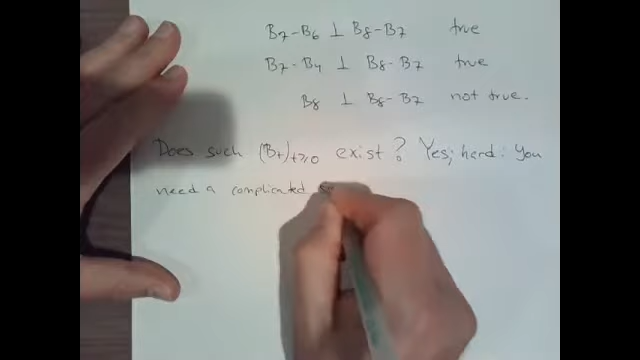 B₇-B₆ ⊥ B₈-B₇ true
B₇-B₄ ⊥ B₈-B₇ true
B₈ ⊥ B₈-B₇ not true.
Does such (Bₜ)ₜ≥₀ exist? Yes; hard: You
need a complicated